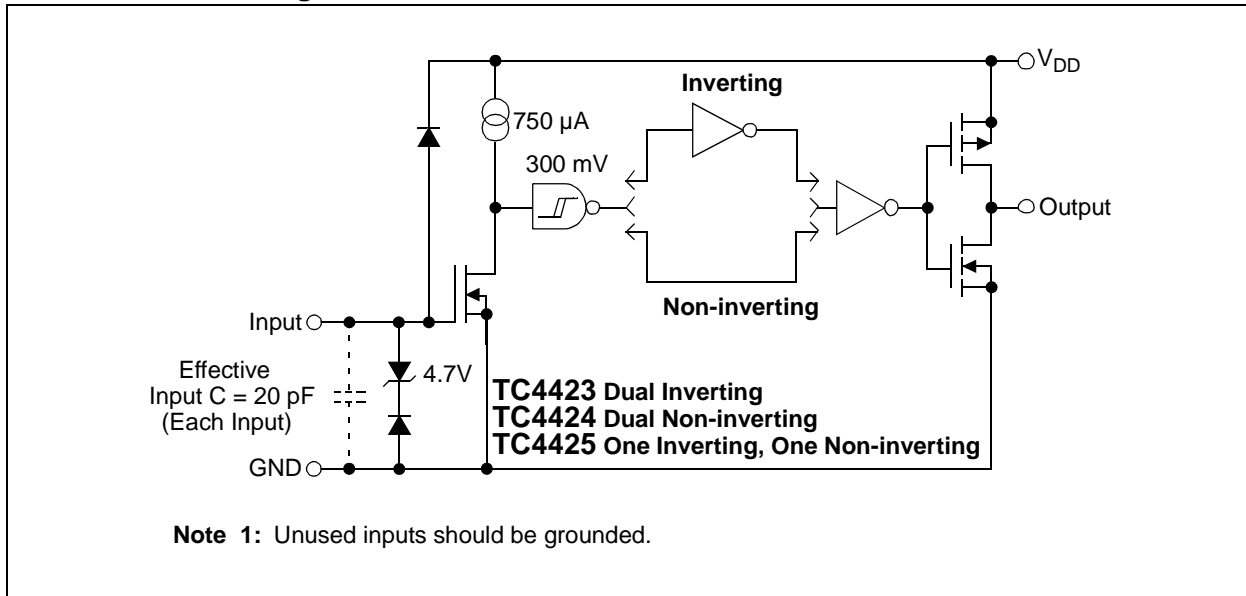 V_DD
Inverting
750 µA
300 mV
Output
Non-inverting
Input
Effective
Input C = 20 pF
(Each Input)
4.7V
TC4423 Dual Inverting
TC4424 Dual Non-inverting
TC4425 One Inverting, One Non-inverting
GND
Note 1: Unused inputs should be grounded.